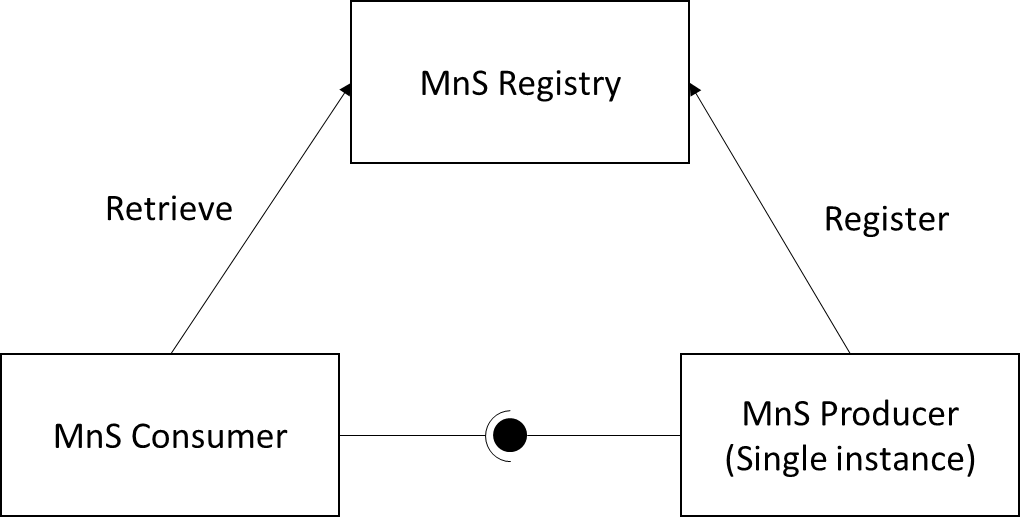 MnS Registry
Retrieve
Register
MnS Consumer
MnS Producer
(Single instance)